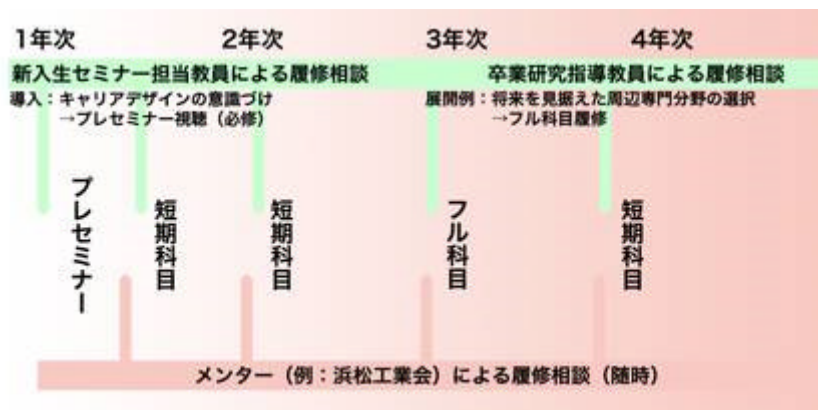 1年次
2年次
3年次
4年次
新入生セミナー担当教員による履修相談
卒業研究指導教員による履修相談
導入：キャリアデザインの意識づけ
→プレセミナー視聴（必修）
展開例：将来を見据えた周辺専門分野の選択
→フル科目履修
プレセミナー
短期科目
短期科目
フル科目
短期科目
メンター（例：浜松工業会）による履修相談（随時）